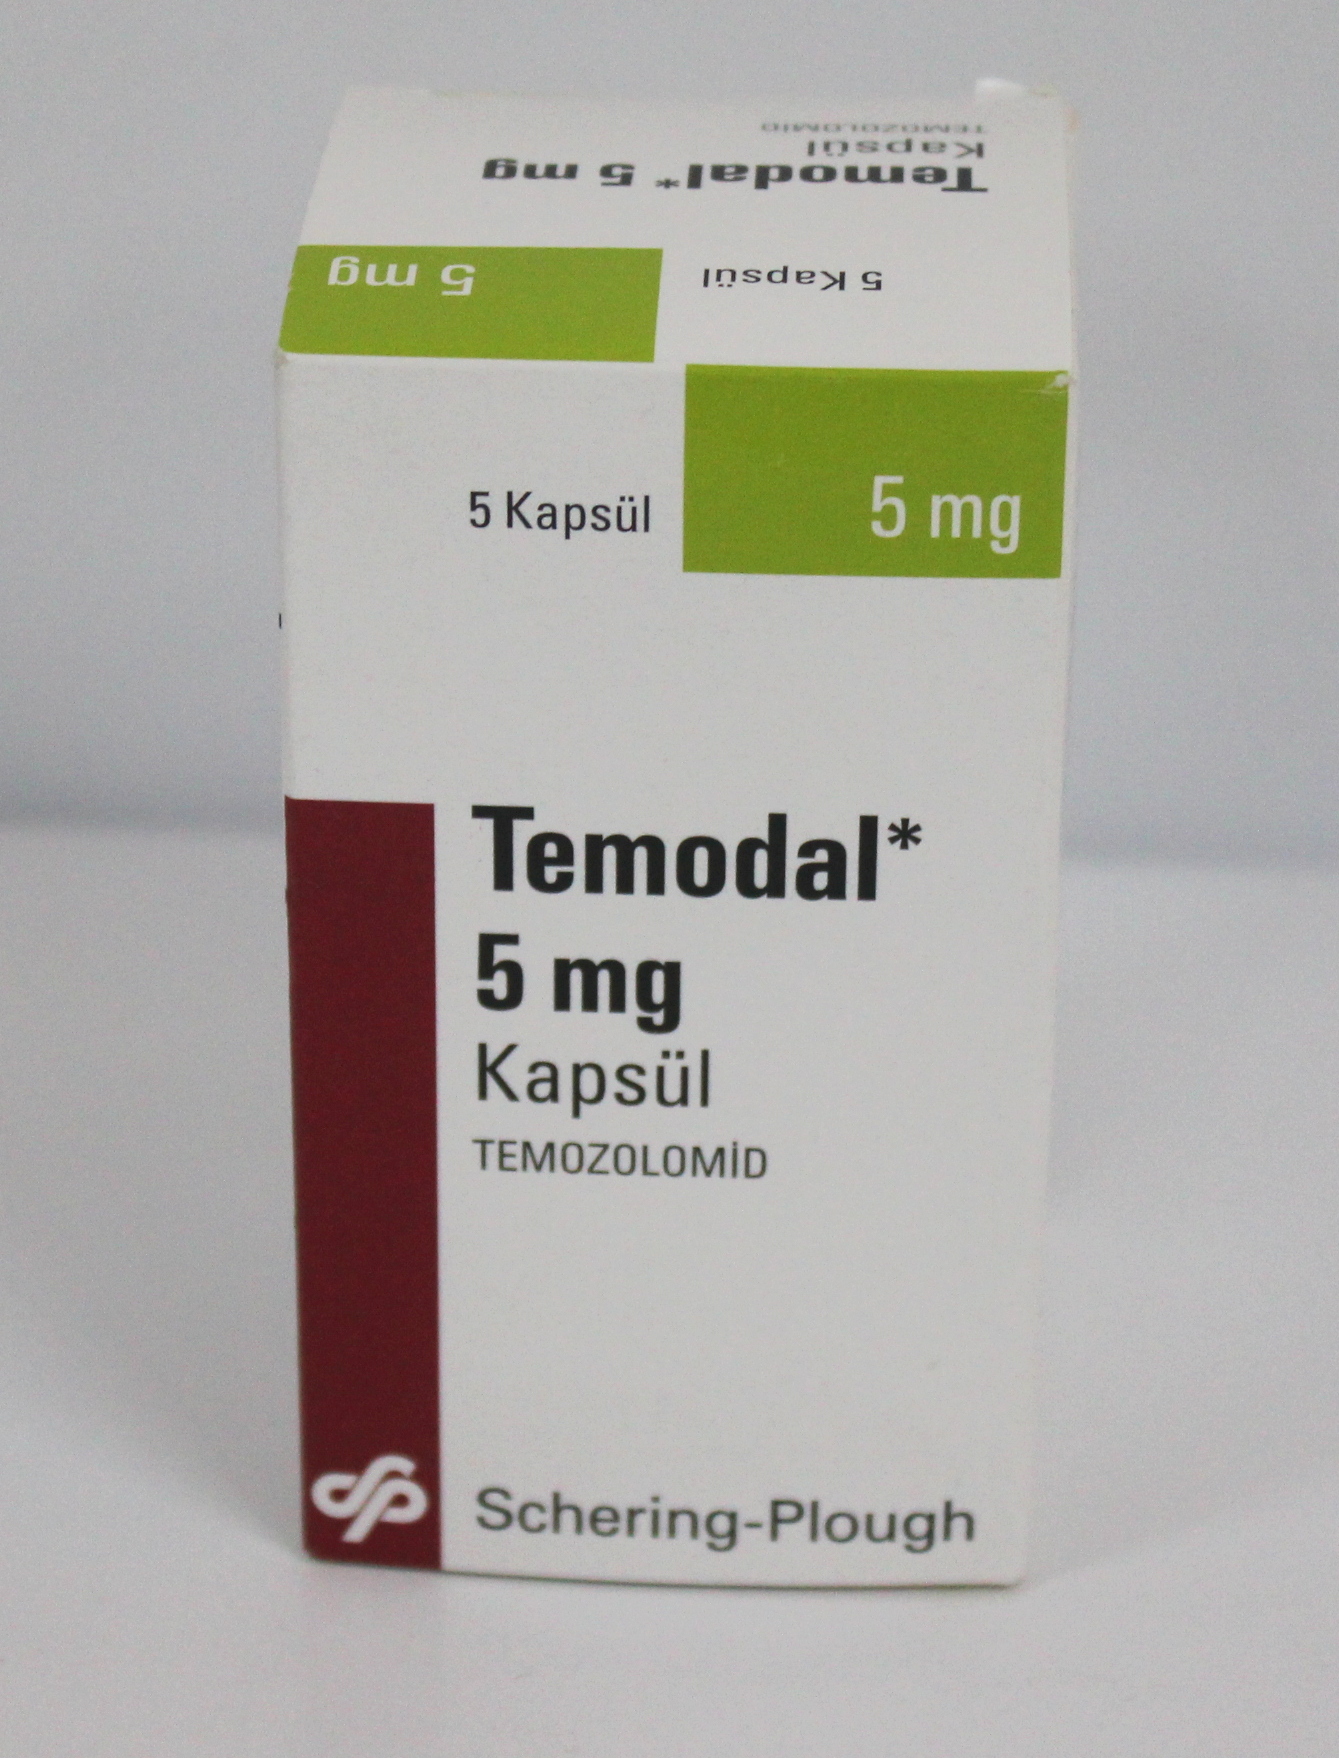 TEMOZOLOMİD
Kapsül
Temodal* 5 mg
5 mg
5 Kapsül
5 Kapsül
5 mg
Temodal*
5 mg
Kapsül
TEMOZOLOMİD
Schering-Plough